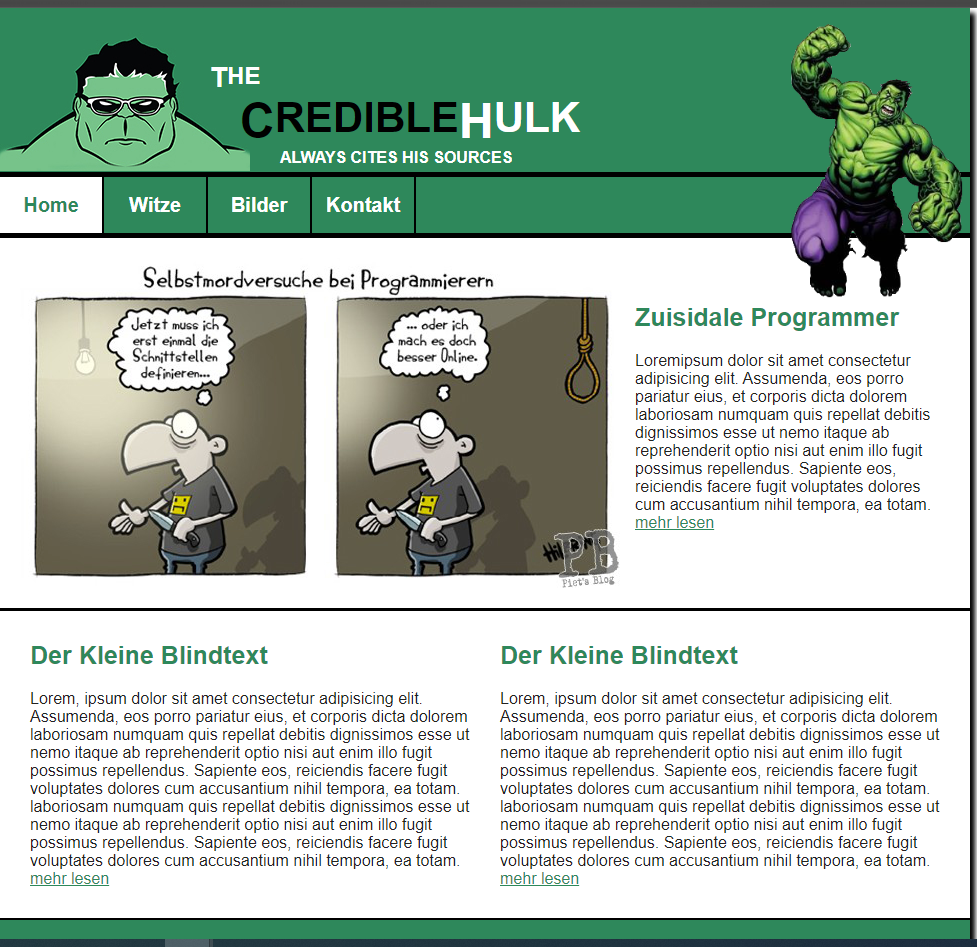 THE
CREDIBLEHULK
ALWAYS CITES HIS SOURCES
Home Witze Bilder Kontakt
Selbstmordversuche bei Programmierern
Jetzt muss ich
erst einmal die
Schnittstellen
definieren...
... oder ich
mach es doch
besser Online.
PB
Piet's Blog
Zuisidale Programmer
Loremipsum dolor sit amet consectetur
adipisicing elit. Assumenda, eos porro
pariatur eius, et corporis dicta dolorem
laboriosam numquam quis repellat debitis
dignissimos esse ut nemo itaque ab
reprehenderit optio nisi aut enim illo fugit
possimus repellendus. Sapiente eos,
reiciendis facere fugit voluptates dolores
cum accusantium nihil tempora, ea totam.
mehr lesen
Der Kleine Blindtext
Lorem, ipsum dolor sit amet consectetur adipisicing elit.
Assumenda, eos porro pariatur eius, et corporis dicta dolorem
laboriosam numquam quis repellat debitis dignissimos esse ut
nemo itaque ab reprehenderit optio nisi aut enim illo fugit
possimus repellendus. Sapiente eos, reiciendis facere fugit
voluptates dolores cum accusantium nihil tempora, ea totam.
laboriosam numquam quis repellat debitis dignissimos esse ut
nemo itaque ab reprehenderit optio nisi aut enim illo fugit
possimus repellendus. Sapiente eos, reiciendis facere fugit
voluptates dolores cum accusantium nihil tempora, ea totam.
mehr lesen
Der Kleine Blindtext
Lorem, ipsum dolor sit amet consectetur adipisicing elit.
Assumenda, eos porro pariatur eius, et corporis dicta dolorem
laboriosam numquam quis repellat debitis dignissimos esse ut
nemo itaque ab reprehenderit optio nisi aut enim illo fugit
possimus repellendus. Sapiente eos, reiciendis facere fugit
voluptates dolores cum accusantium nihil tempora, ea totam.
laboriosam numquam quis repellat debitis dignissimos esse ut
nemo itaque ab reprehenderit optio nisi aut enim illo fugit
possimus repellendus. Sapiente eos, reiciendis facere fugit
voluptates dolores cum accusantium nihil tempora, ea totam.
mehr lesen